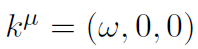 k^μ = (ω, 0, 0)